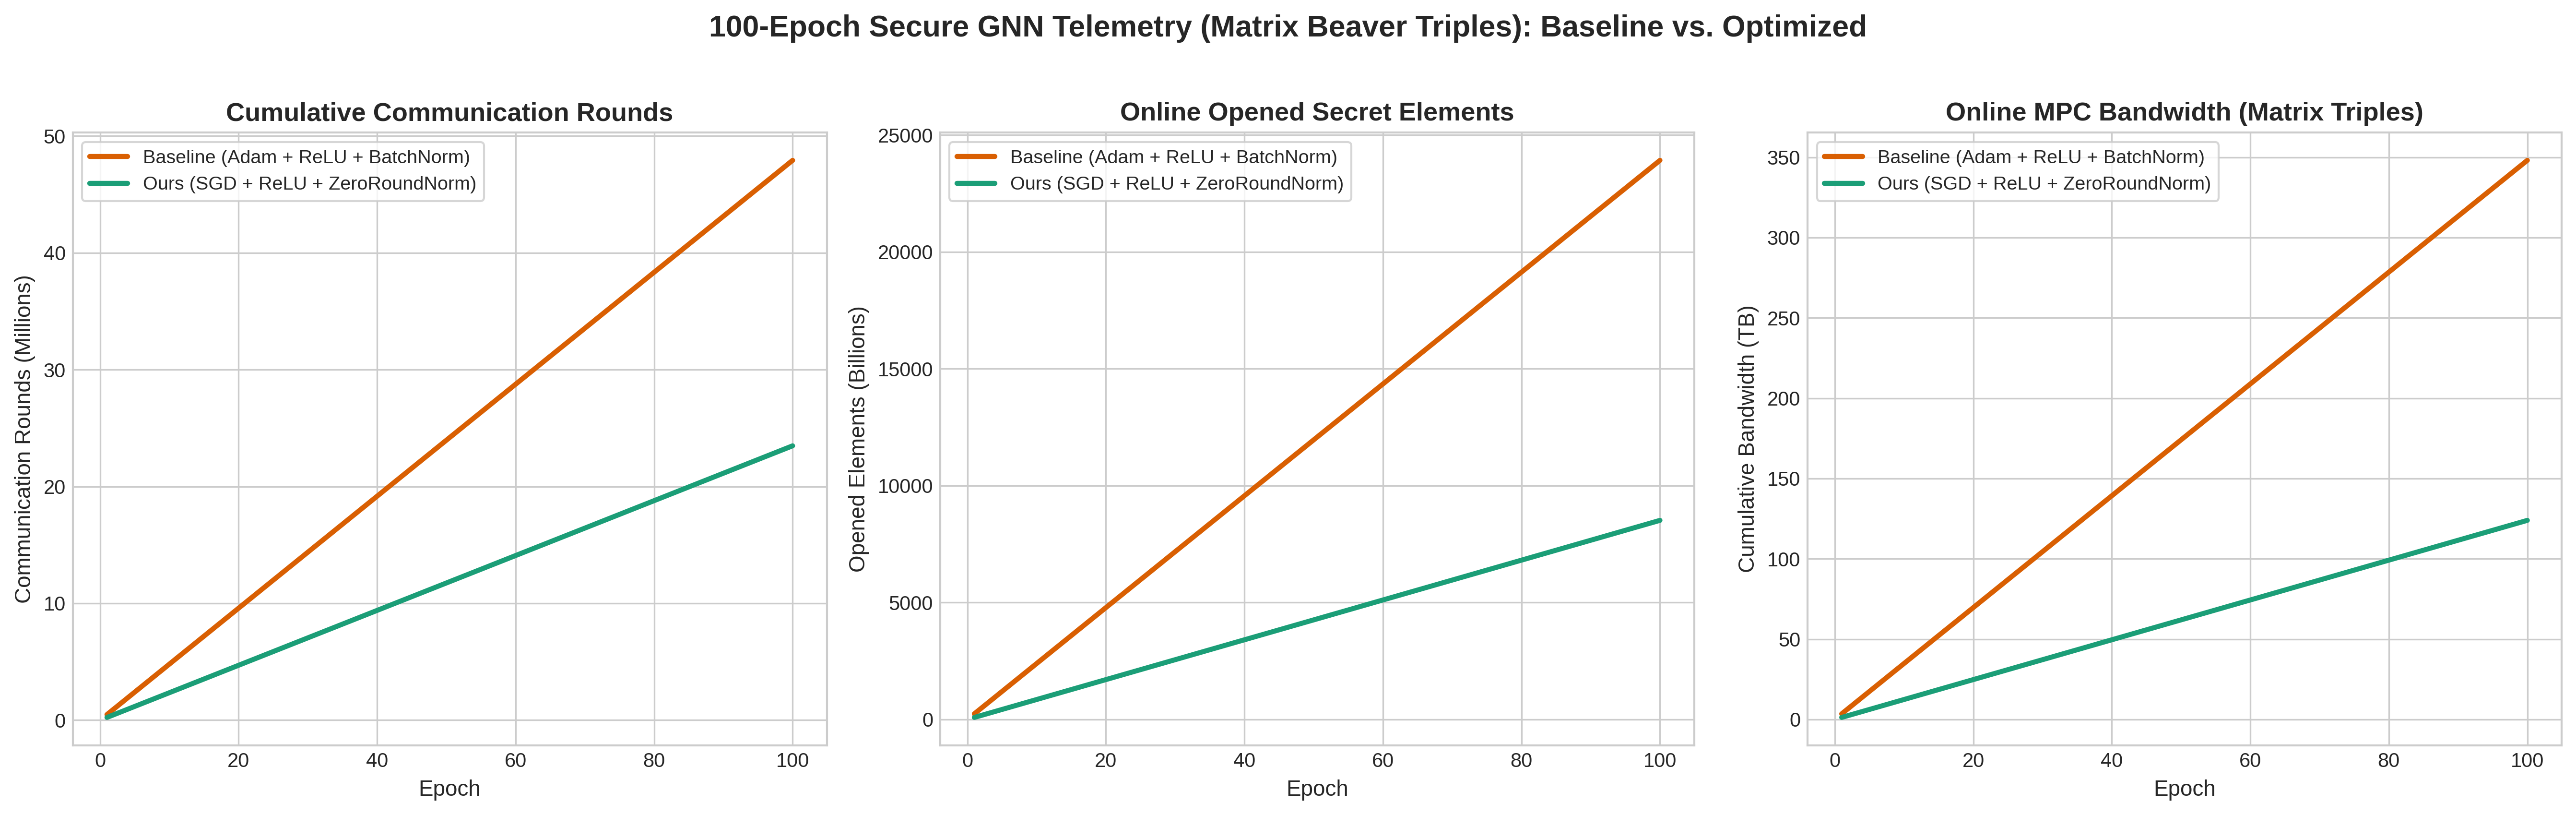 100-Epoch Secure GNN Telemetry (Matrix Beaver Triples): Baseline vs. Optimized
Cumulative Communication Rounds
Communication Rounds (Millions)
50
40
30
20
10
0
Baseline (Adam + ReLU + BatchNorm)
Ours (SGD + ReLU + ZeroRoundNorm)
0 20 40 60 80 100
Epoch
Online Opened Secret Elements
Opened Elements (Billions)
25000
20000
15000
10000
5000
0
Baseline (Adam + ReLU + BatchNorm)
Ours (SGD + ReLU + ZeroRoundNorm)
0 20 40 60 80 100
Epoch
Online MPC Bandwidth (Matrix Triples)
Cumulative Bandwidth (TB)
350
300
250
200
150
100
50
0
Baseline (Adam + ReLU + BatchNorm)
Ours (SGD + ReLU + ZeroRoundNorm)
0 20 40 60 80 100
Epoch